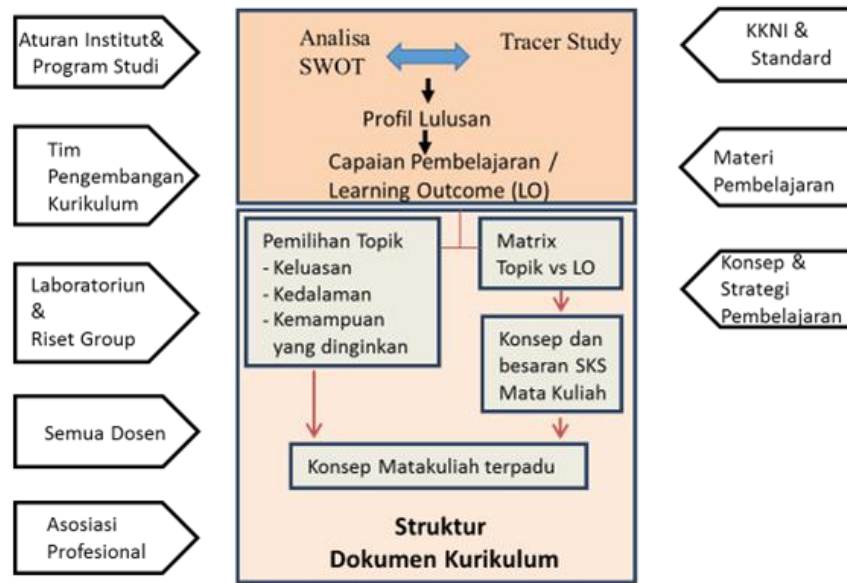 Aturan Institut&
Program Studi
Tim
Pengembangan
Kurikulum
Laboratoriun
&
Riset Group
Semua Dosen
Asosiasi
Profesional
Analisa
SWOT
Tracer Study
Profil Lulusan
Capaian Pembelajaran /
Learning Outcome (LO)
Pemilihan Topik
- Keluasan
- Kedalaman
- Kemampuan
yang dinginkan
Matrix
Topik vs LO
Konsep dan
besaran SKS
Mata Kuliah
Konsep Matakuliah terpadu
Struktur
Dokumen Kurikulum
KKNI &
Standard
Materi
Pembelajaran
Konsep &
Strategi
Pembelajaran